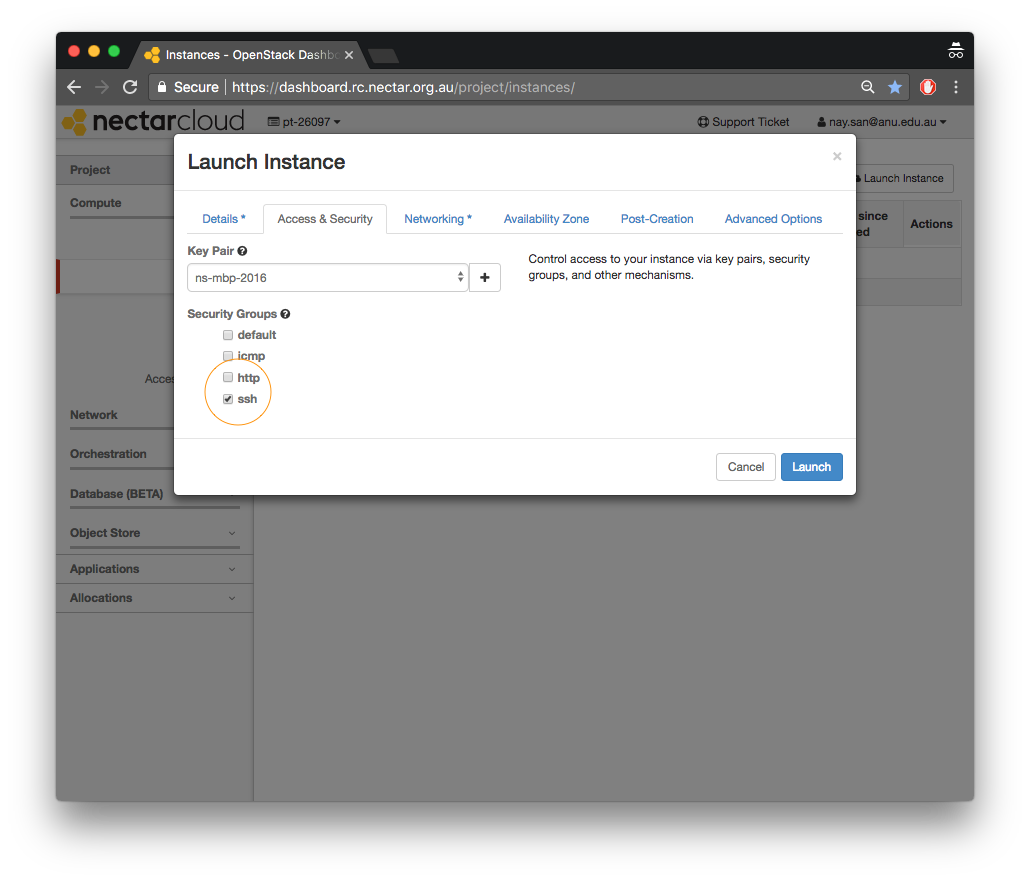 Instances - OpenStack Dashbo
Secure | https://dashboard.rc.nectar.org.au/project/instances/
nectarcloud pt-26097 Support Ticket nay.san@anu.edu.au
Launch Instance ×
Project
Launch Instance
Compute
since
Actions
Details * Access & Security Networking * Availability Zone Post-Creation Advanced Options
Key Pair
Control access to your instance via key pairs, security
groups, and other mechanisms.
ns-mbp-2016 +
Security Groups
default
icmp
http
ssh
Network
Orchestration
Cancel Launch
Database (BETA)
Object Store
Applications
Allocations